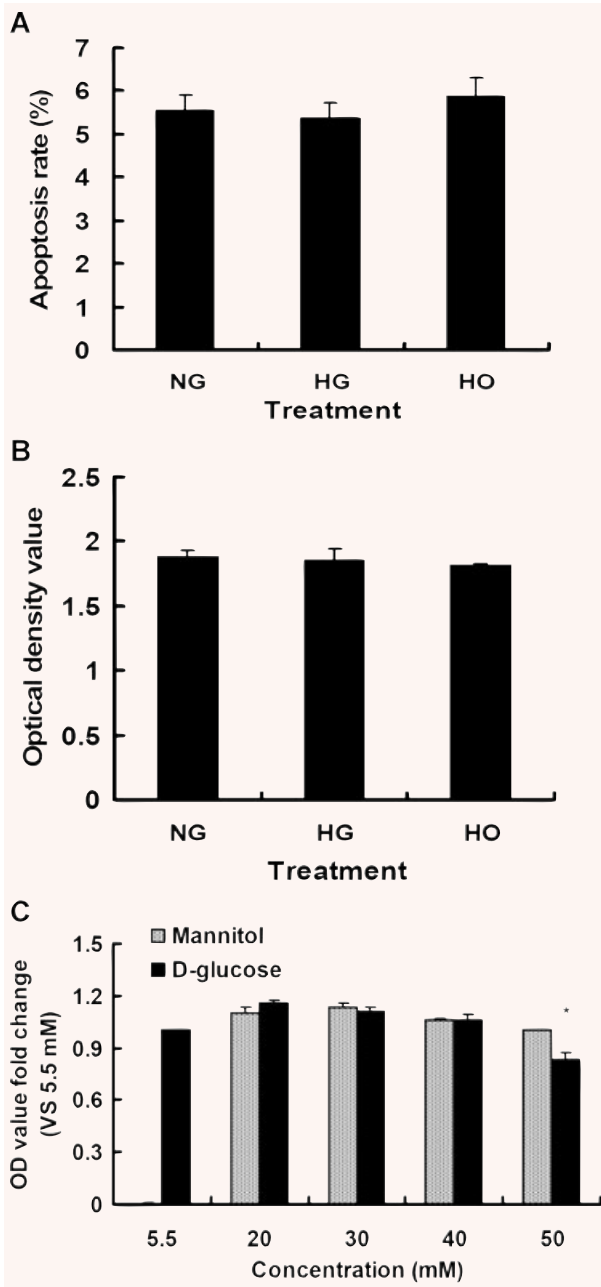 A
7
6
5
4
3
2
1
0
Apoptosis rate (%)
NG HG HO
Treatment
B
2.5
2
1.5
1
0.5
0
Optical density value
NG HG HO
Treatment
C
Mannitol
D-glucose
1.5
1.2
0.9
0.6
0.3
0
OD value fold change
(VS 5.5 mM)
*
5.5 20 30 40 50
Concentration (mM)